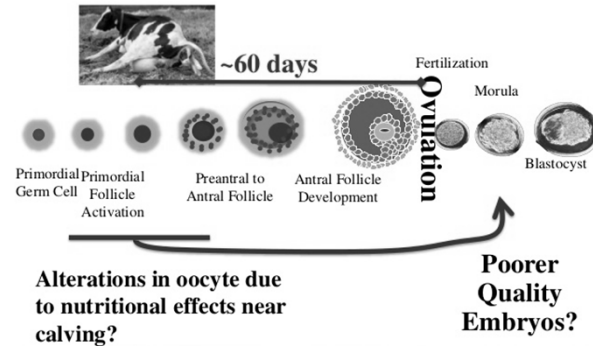 ~60 days
Fertilization
Ovulation
Morula
Blastocyst
Primordial
Germ Cell
Primordial
Follicle
Activation
Preantral to
Antral Follicle
Antral Follicle
Development
Alterations in oocyte due
to nutritional effects near
calving?
Poorer
Quality
Embryos?